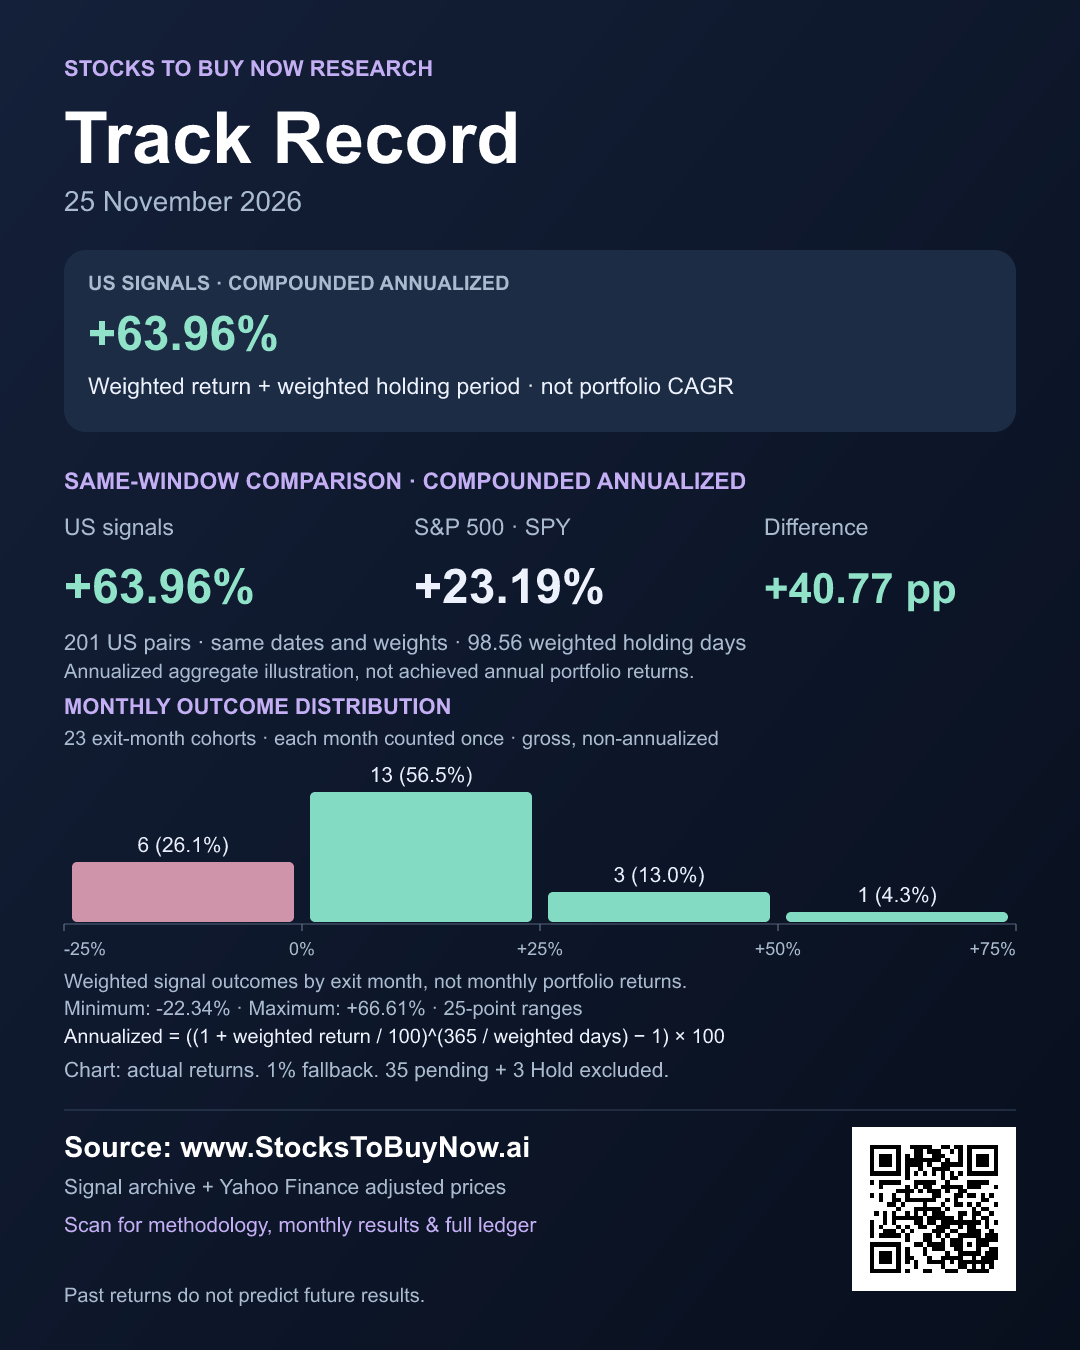 STOCKS TO BUY NOW RESEARCH
Track Record
25 November 2026
US SIGNALS · COMPOUNDED ANNUALIZED
+63.96%
Weighted return + weighted holding period · not portfolio CAGR
SAME-WINDOW COMPARISON · COMPOUNDED ANNUALIZED
US signals S&P 500 · SPY Difference
+63.96% +23.19% +40.77 pp
201 US pairs · same dates and weights · 98.56 weighted holding days
Annualized aggregate illustration, not achieved annual portfolio returns.
MONTHLY OUTCOME DISTRIBUTION
23 exit-month cohorts · each month counted once · gross, non-annualized
13 (56.5%)
6 (26.1%)
3 (13.0%)
1 (4.3%)
-25% 0% +25% +50% +75%
Weighted signal outcomes by exit month, not monthly portfolio returns.
Minimum: -22.34% · Maximum: +66.61% · 25-point ranges
Annualized = ((1 + weighted return / 100)^(365 / weighted days) − 1) × 100
Chart: actual returns. 1% fallback. 35 pending + 3 Hold excluded.
Source: www.StocksToBuyNow.ai
Signal archive + Yahoo Finance adjusted prices
Scan for methodology, monthly results & full ledger
Past returns do not predict future results.